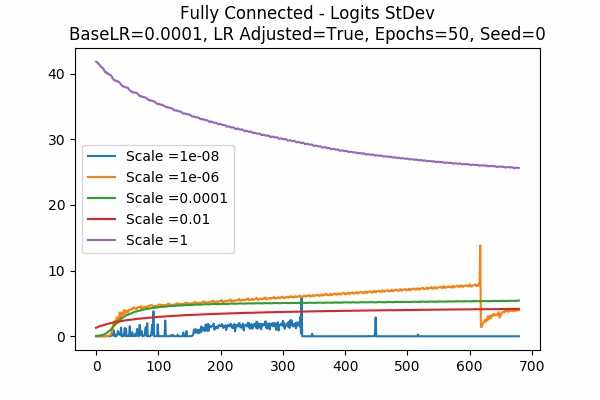 Fully Connected - Logits StDev
BaseLR=0.0001, LR Adjusted=True, Epochs=50, Seed=0
40
30
20
10
0
Scale =1e-08
Scale =1e-06
Scale =0.0001
Scale =0.01
Scale =1
0 100 200 300 400 500 600 700